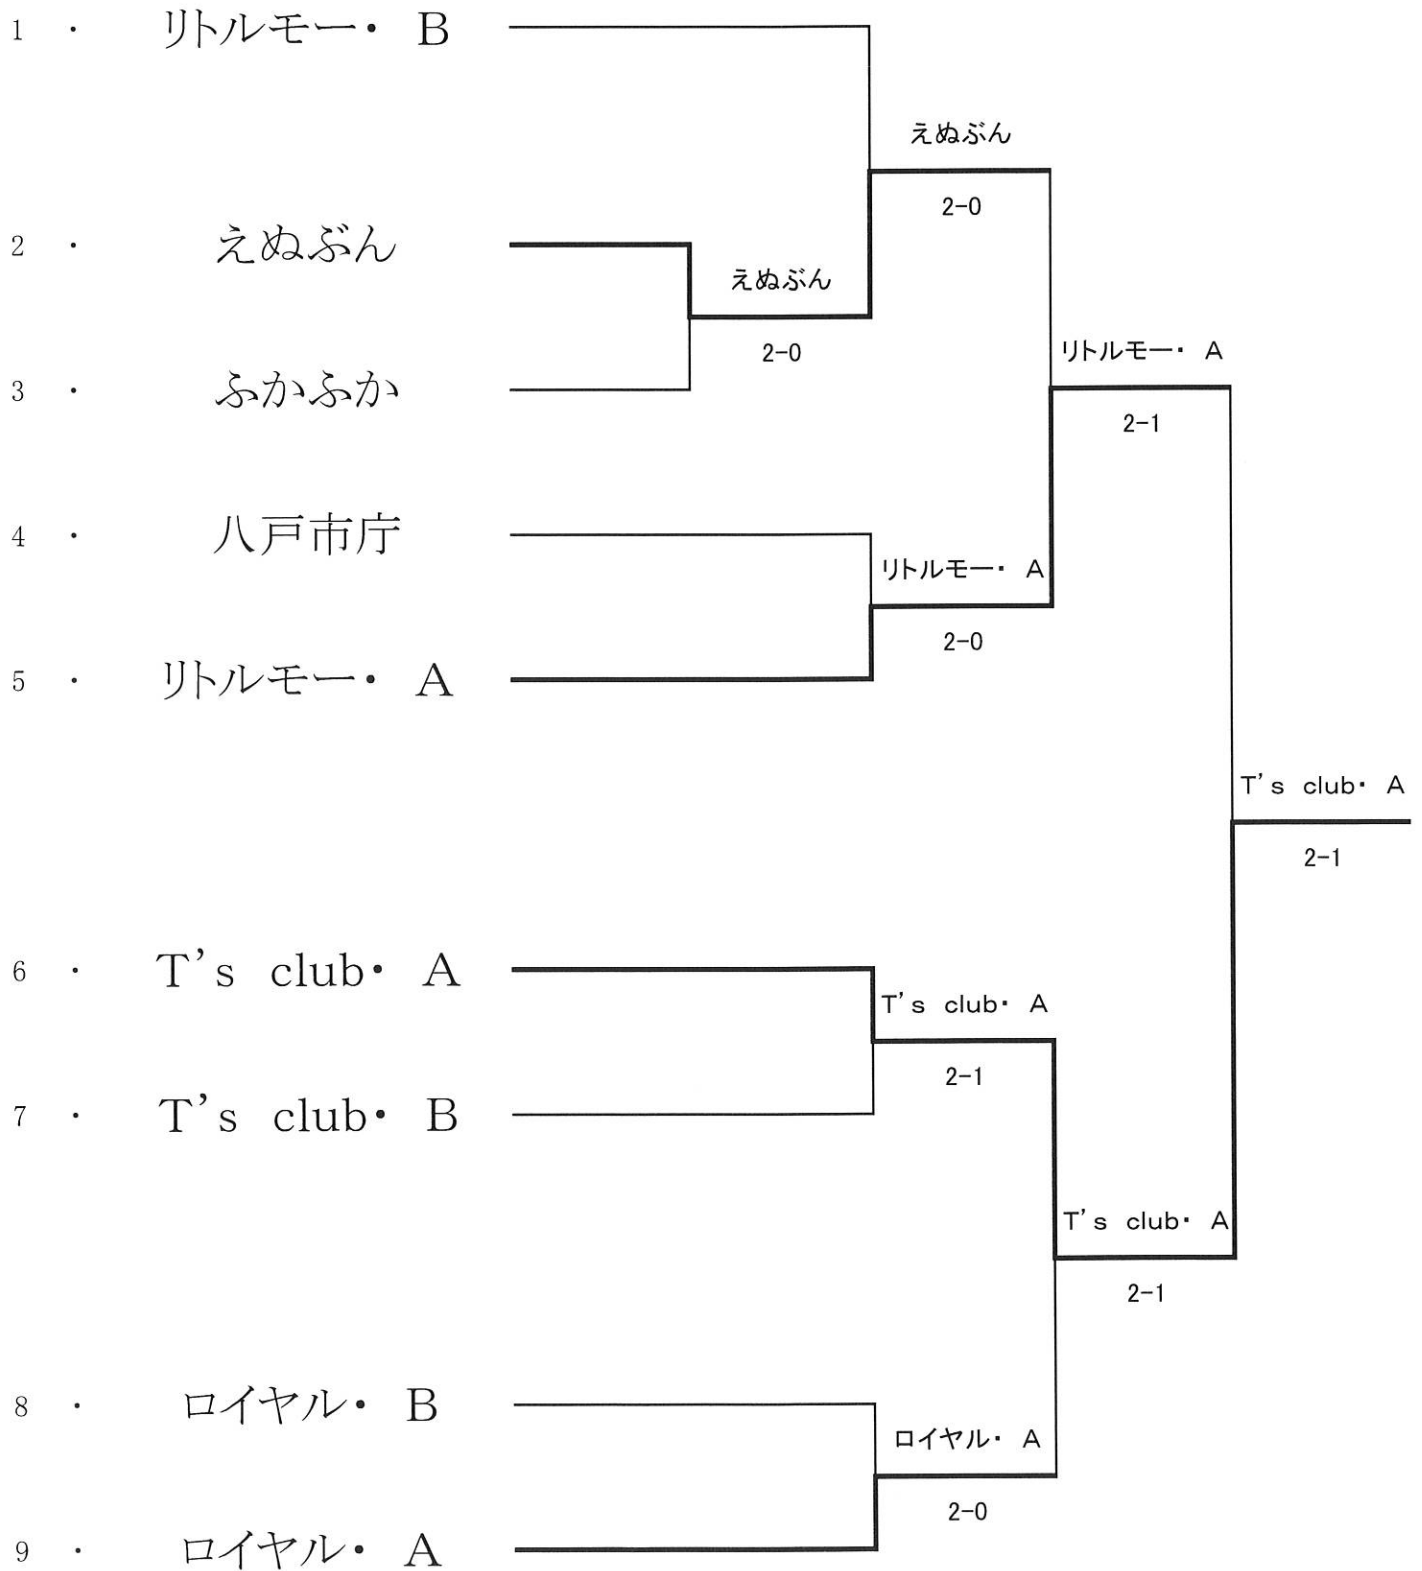 1 ・ リトルモー・ B
えぬぶん
2-0
2 ・ えぬぶん
えぬぶん
2-0
リトルモー・ A
3 ・ ふかふか
2-1
4 ・ 八戸市庁
リトルモー・ A
2-0
5 ・ リトルモー・ A
T's club・ A
2-1
6 ・ T's club・ A
T's club・ A
2-1
7 ・ T's club・ B
T's club・ A
2-1
8 ・ ロイヤル・ B
ロイヤル・ A
2-0
9 ・ ロイヤル・ A